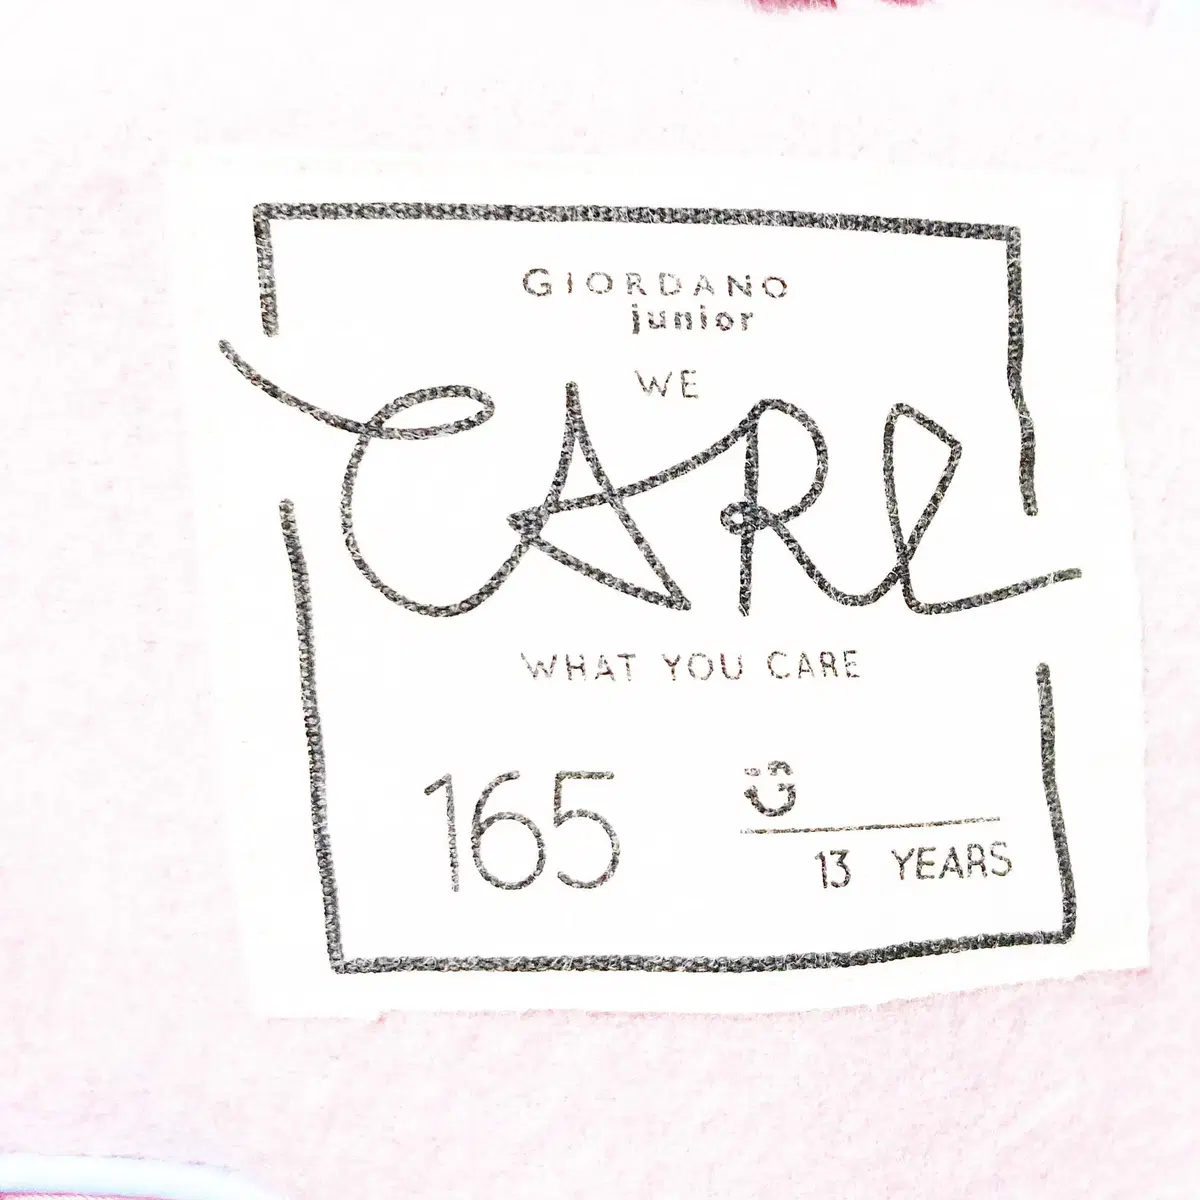 GIORDANO
junior
WE
CARE
WHAT YOU CARE
165
13 YEARS